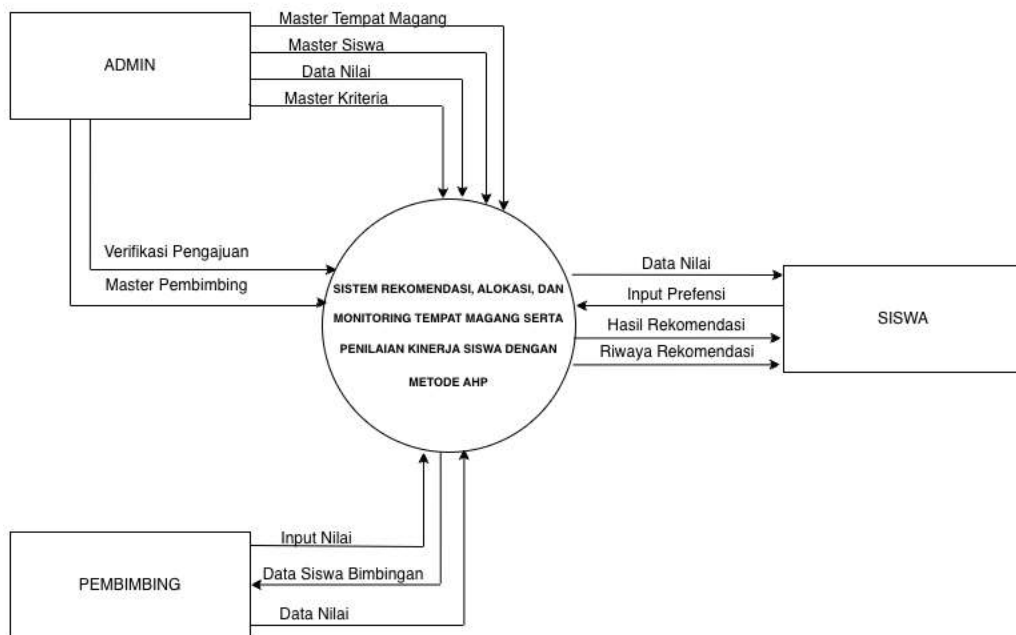 Master Tempat Magang
Master Siswa
ADMIN
Data Nilai
Master Kriteria
Verifikasi Pengajuan
Master Pembimbing
SISTEM REKOMENDASI, ALOKASI, DAN
MONITORING TEMPAT MAGANG SERTA
PENILAIAN KINERJA SISWA DENGAN
METODE AHP
Data Nilai
Input Prefensi
Hasil Rekomendasi
Riwaya Rekomendasi
SISWA
Input Nilai
PEMBIMBING
Data Siswa Bimbingan
Data Nilai